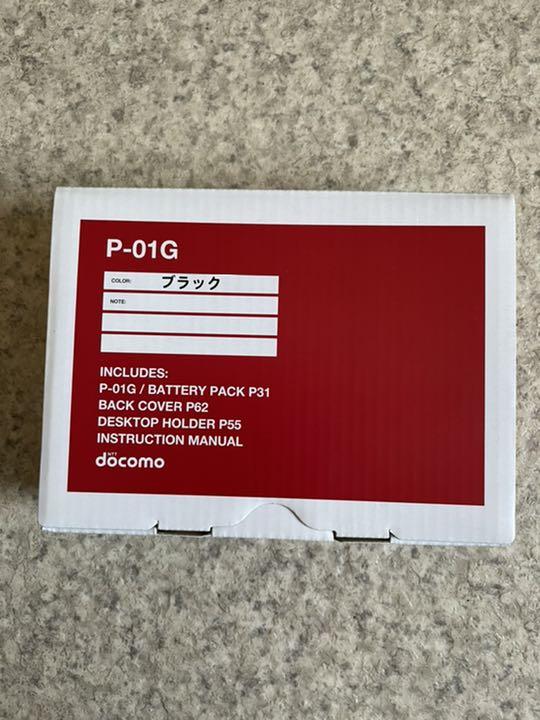 P-01G
COLOR: ブラック
NOTE:
INCLUDES:
P-01G / BATTERY PACK P31
BACK COVER P62
DESKTOP HOLDER P55
INSTRUCTION MANUAL
NTT
docomo